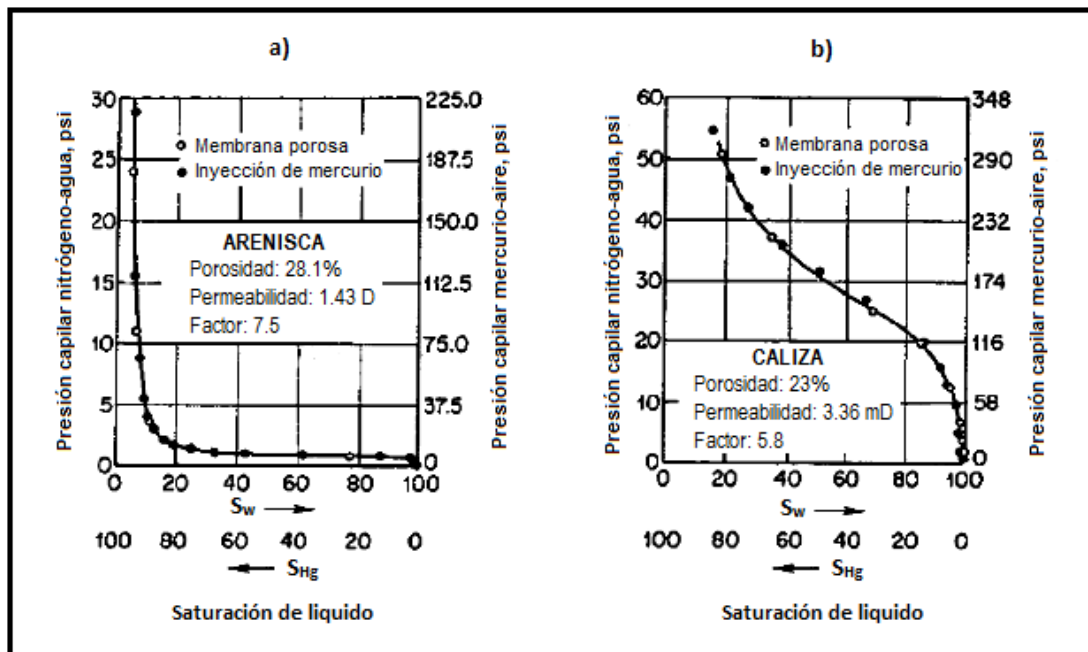 a)
Presión capilar nitrógeno-agua, psi
30
25
20
15
10
5
0
225.0
187.5
150.0
112.5
75.0
37.5
0
Presión capilar mercurio-aire, psi
Membrana porosa
Inyección de mercurio
ARENISCA
Porosidad: 28.1%
Permeabilidad: 1.43 D
Factor: 7.5
0 20 40 60 80 100
Sw
100 80 60 40 20 0
SHg
Saturación de liquido
b)
Presión capilar nitrógeno-agua, psi
60
50
40
30
20
10
0
348
290
232
174
116
58
0
Presión capilar mercurio-aire, psi
Membrana porosa
Inyección de mercurio
CALIZA
Porosidad: 23%
Permeabilidad: 3.36 mD
Factor: 5.8
0 20 40 60 80 100
Sw
100 80 60 40 20 0
SHg
Saturación de liquido